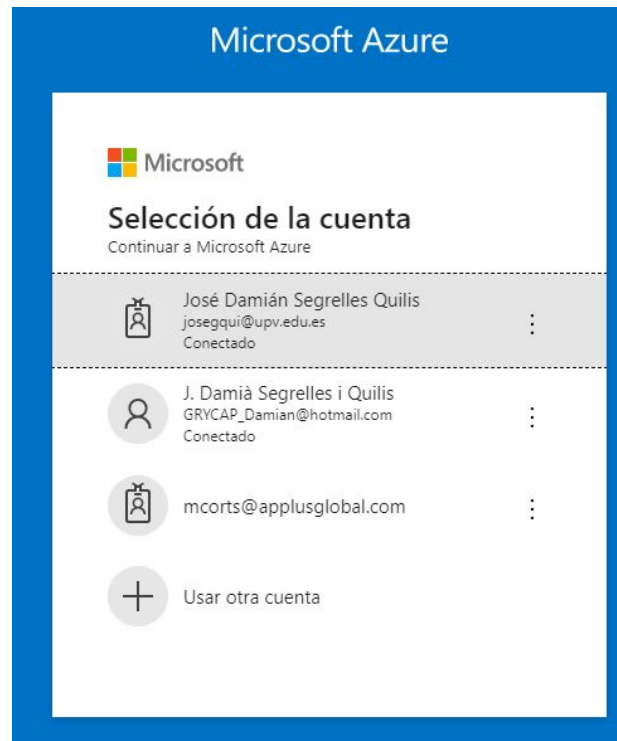 Microsoft Azure
Microsoft
Selección de la cuenta
Continuar a Microsoft Azure
José Damián Segrelles Quilis
josegqui@upv.edu.es
Conectado
J. Damià Segrelles i Quilis
GRYCAP_Damian@hotmail.com
Conectado
mcorts@applusglobal.com
Usar otra cuenta